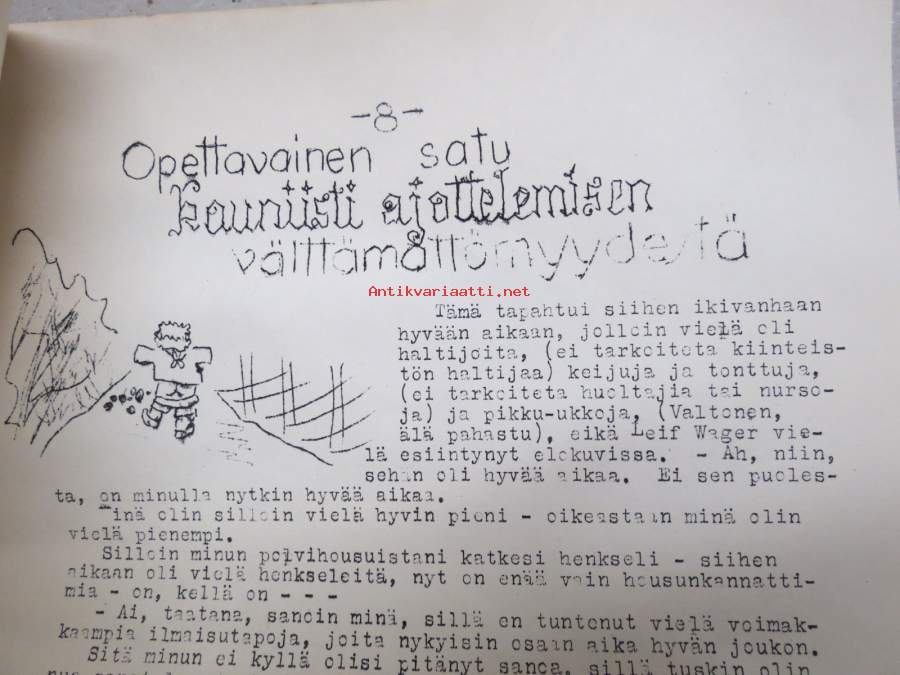 -8-
Opettavainen satu
kauniisti ajattelemisen
välttämättömyydestä
Antikvariaatti.net
Tämä tapahtui siihen ikivanhaan
hyvään aikaan, jolloin vielä oli
haltijoita, (ei tarkoiteta kiinteis-
tön haltijaa) keijuja ja tonttuja,
(ei tarkoiteta huoltajia tai nurso-
ja) ja pikku-ukkoja, (Valtonen,
älä pahastu), eikä Leif Wager vie-
lä esiintynyt elokuvissa. - Ah, niin,
sehän oli hyvää aikaa. Ei sen puoles-
ta, on minulla nytkin hyvää aikaa.
Minä olin silloin vielä hyvin pieni - oikeastaan minä olin
vielä pienempi.
Silloin minun polvihousuistani katkesi henkseli - siihen
aikaan oli vielä henkseleitä, nyt on enää vain housunkannatti-
mia - on, kellä on - - -
- Ai, taatana, sanoin minä, sillä en tuntenut vielä voimak-
kaampia ilmaisutapoja, joita nykyisin osaan aika hyvän joukon.
Sitä minun ei kyllä olisi pitänyt sanoa, sillä tuskin olin